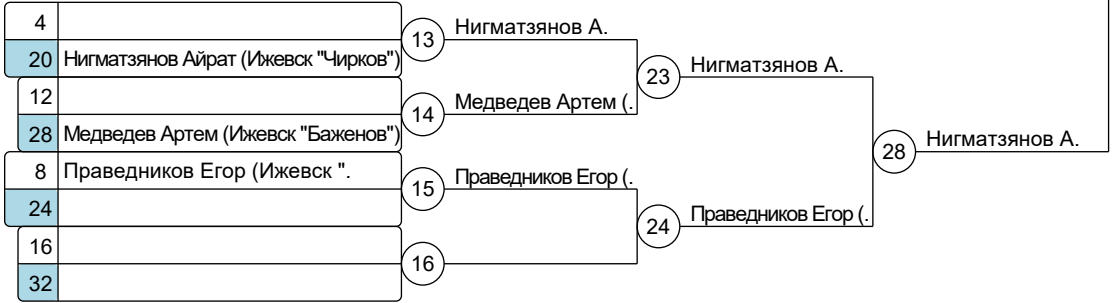 4
20 Нигматзянов Айрат (Ижевск "Чирков")
12
28 Медведев Артем (Ижевск "Баженов")
8 Праведников Егор (Ижевск ".
24
16
32
13 Нигматзянов А.
14 Медведев Артем (.
15 Праведников Егор (.
16
23 Нигматзянов А.
24 Праведников Егор (.
28 Нигматзянов А.